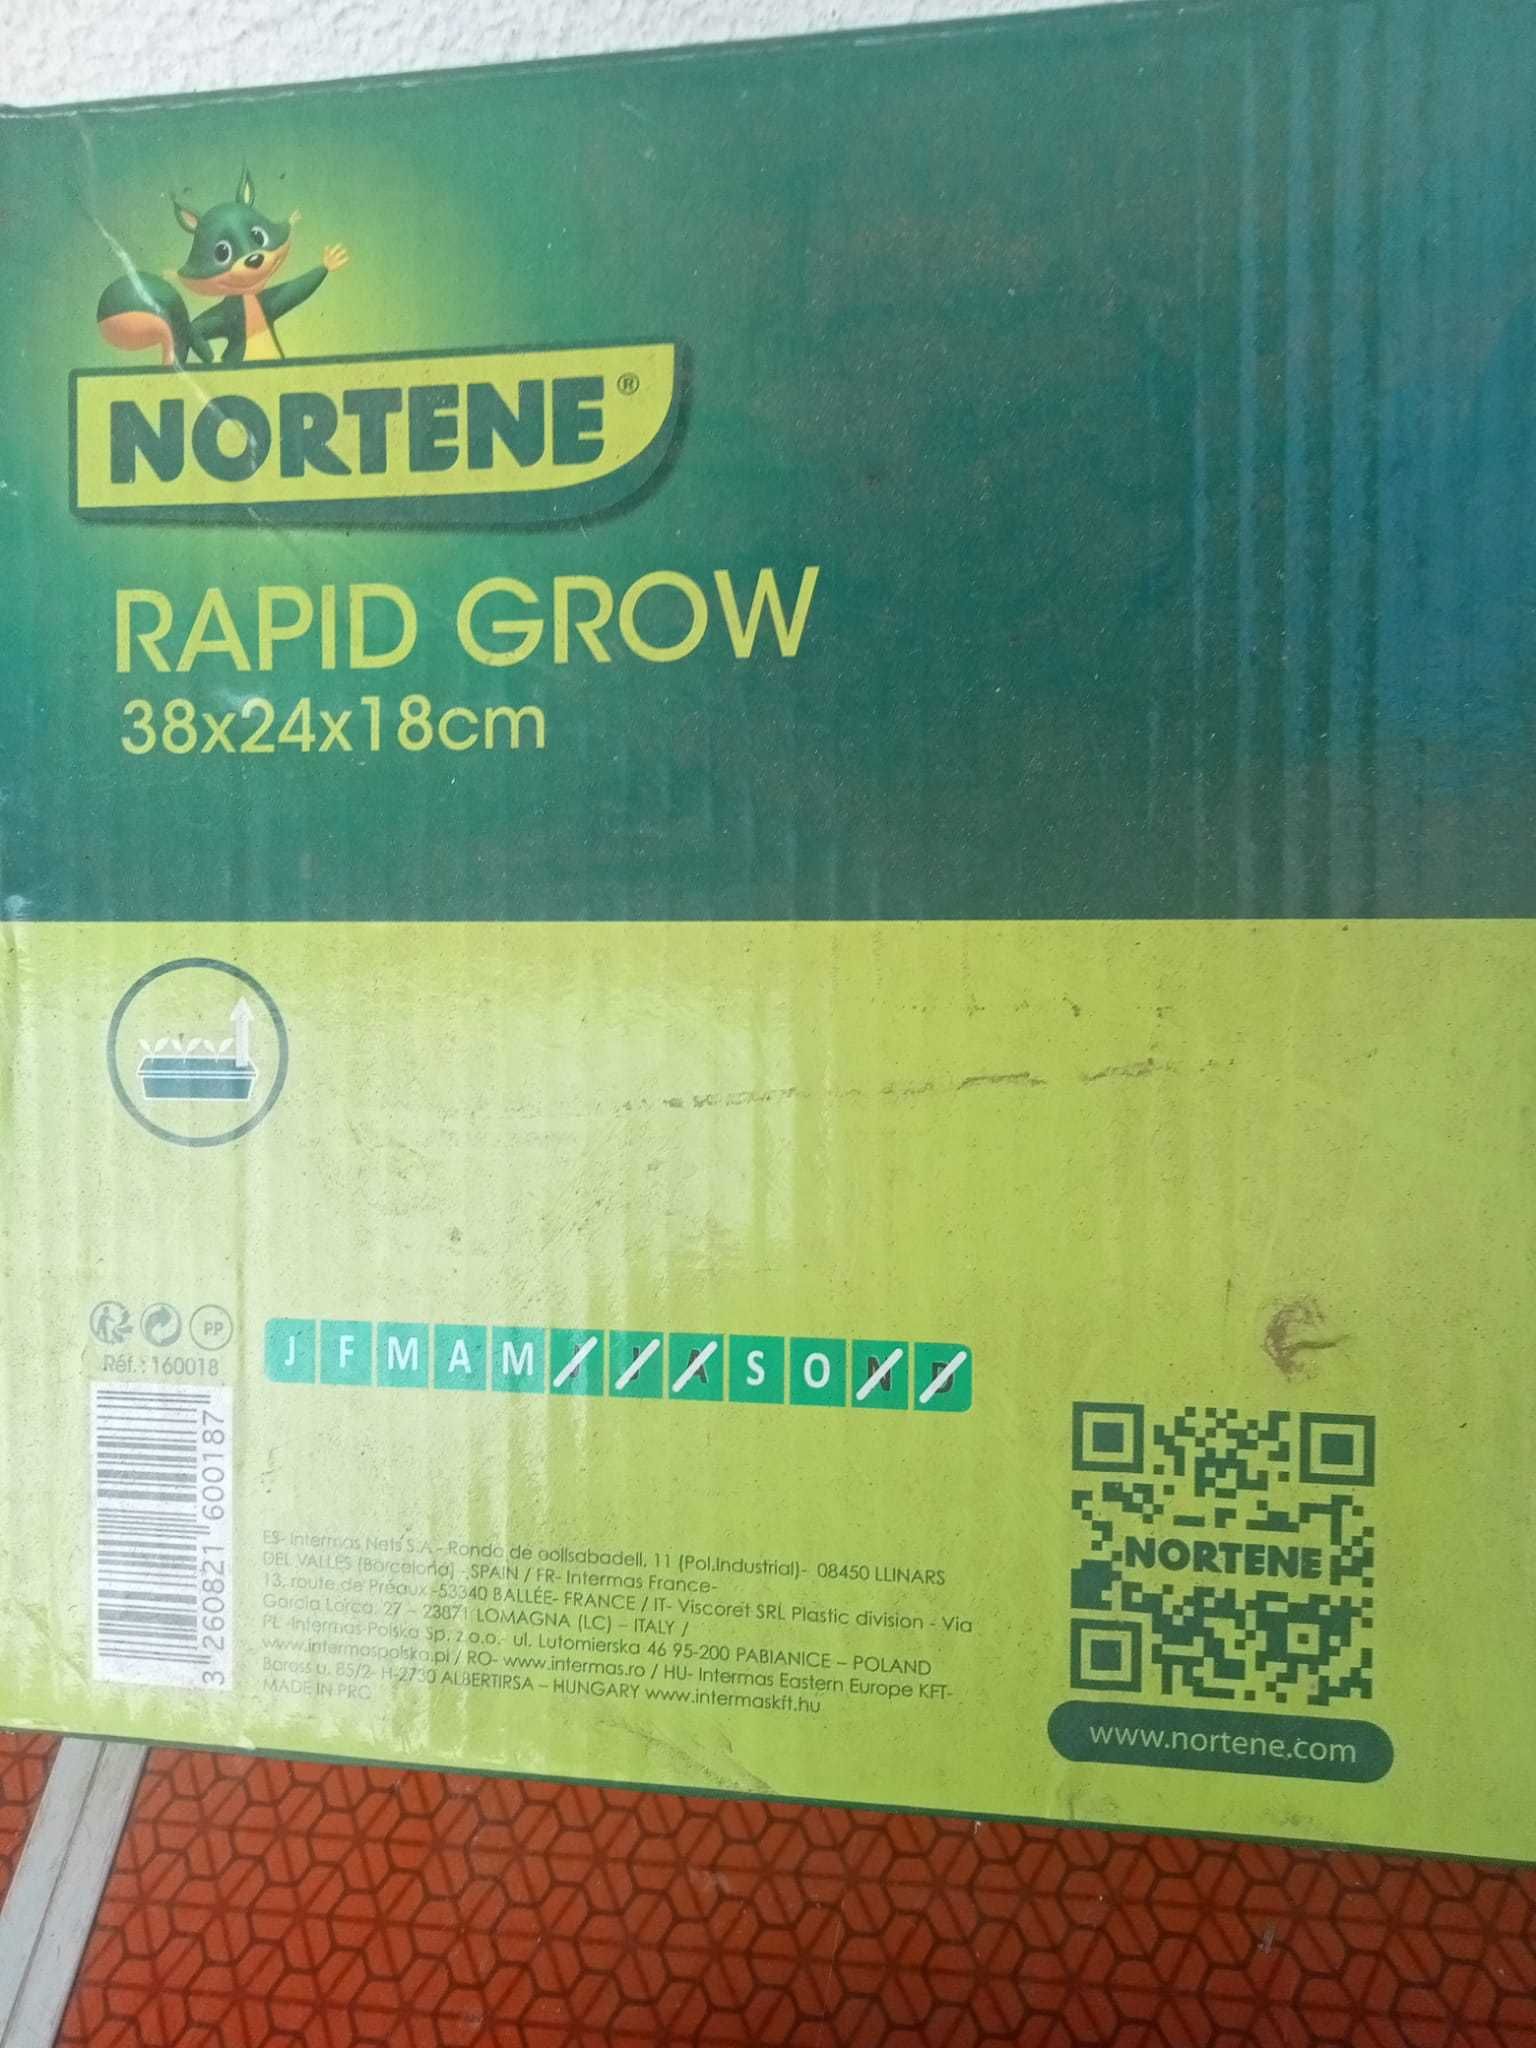 NORTENE®
RAPID GROW
38x24x18cm
PP
Réf.: 160018
J F M A M J J A S O N D
3 260821 600187
ES- Intermas Nets S.A- Ronda de collsabadell, 11 (Pol.Industrial)- 08450 LLINARS
DEL VALLES (Barcelona) - SPAIN / FR- Intermas France-
13, route de Préaux -53340 BALLÉE- FRANCE / IT- Viscoret SRL Plastic division - Via
Garcia Lorca, 27 - 23871 LOMAGNA (LC) – ITALY /
PL -Intermas Polska Sp. z.o.o.- ul. Lutomierska 46 95-200 PABIANICE – POLAND
www.intermaspolska.pl / RO- www.intermas.ro / HU- Intermas Eastern Europe KFT-
Baross u. 85/2- H-2730 ALBERTIRSA – HUNGARY www.intermaskft.hu
MADE IN PRC
NORTENE
www.nortene.com